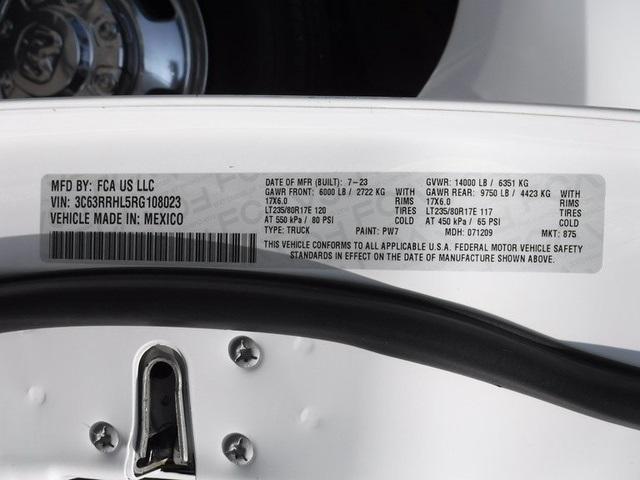 MFD BY: FCA US LLC
VIN: 3C63RRHL5RG108023
VEHICLE MADE IN: MEXICO
DATE OF MFR (BUILT): 7-23
GAWR FRONT: 6000 LB / 2722 KG WITH
17X6.0 RIMS
LT235/80R17E 120 TIRES
AT 550 kPa / 80 PSI COLD
TYPE: TRUCK PAINT: PW7
GVWR: 14000 LB / 6351 KG
GAWR REAR: 9750 LB / 4423 KG WITH
17X6.0 RIMS
LT235/80R17E 117 TIRES
AT 450 kPa / 65 PSI COLD
MDH: 071209 MKT: 875
THIS VEHICLE CONFORMS TO ALL APPLICABLE U.S.A. FEDERAL MOTOR VEHICLE SAFETY
STANDARDS IN EFFECT ON THE DATE OF MANUFACTURE SHOWN ABOVE.